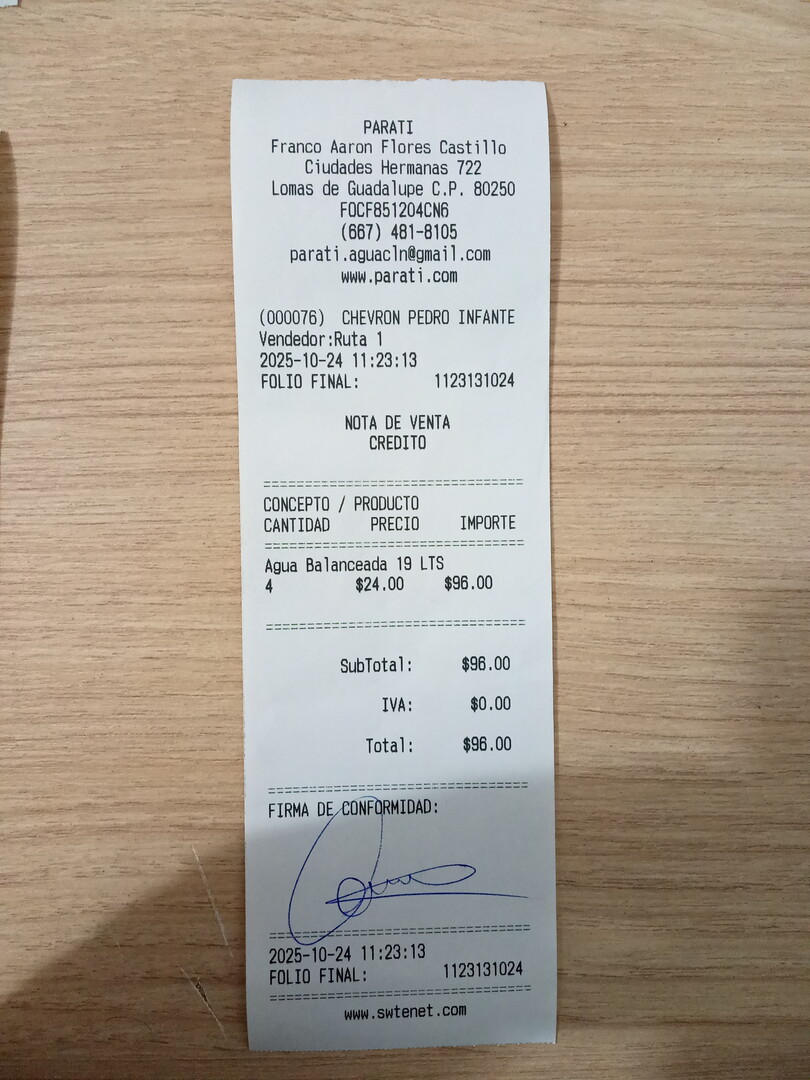 PARATI
Franco Aaron Flores Castillo
Ciudades Hermanas 722
Lomas de Guadalupe C.P. 80250
FOCF851204CN6
(667) 481-8105
parati.aguacln@gmail.com
www.parati.com
(000076) CHEVRON PEDRO INFANTE
Vendedor:Ruta 1
2025-10-24 11:23:13
FOLIO FINAL: 1123131024
NOTA DE VENTA
CREDITO
================================
CONCEPTO / PRODUCTO
CANTIDAD PRECIO IMPORTE
================================
Agua Balanceada 19 LTS
4 $24.00 $96.00
================================
SubTotal: $96.00
IVA: $0.00
Total: $96.00
================================
FIRMA DE CONFORMIDAD:
================================
2025-10-24 11:23:13
FOLIO FINAL: 1123131024
================================
www.swtenet.com